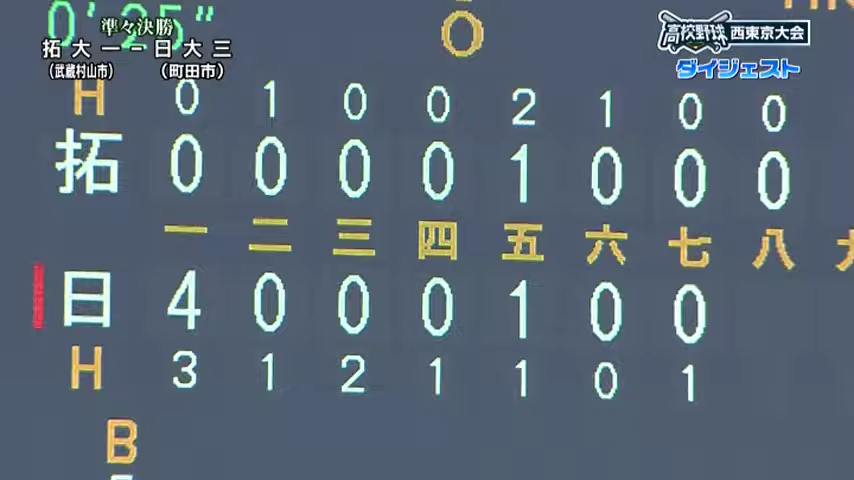 準々決勝
拓大一－日大三
(武蔵村山市) (町田市)
高校野球 西東京大会
ダイジェスト
0'25"
O
H 0 1 0 0 2 1 0 0
拓 0 0 0 0 1 0 0 0
一 二 三 四 五 六 七 八
日 4 0 0 0 1 0 0
H 3 1 2 1 1 0 1
B